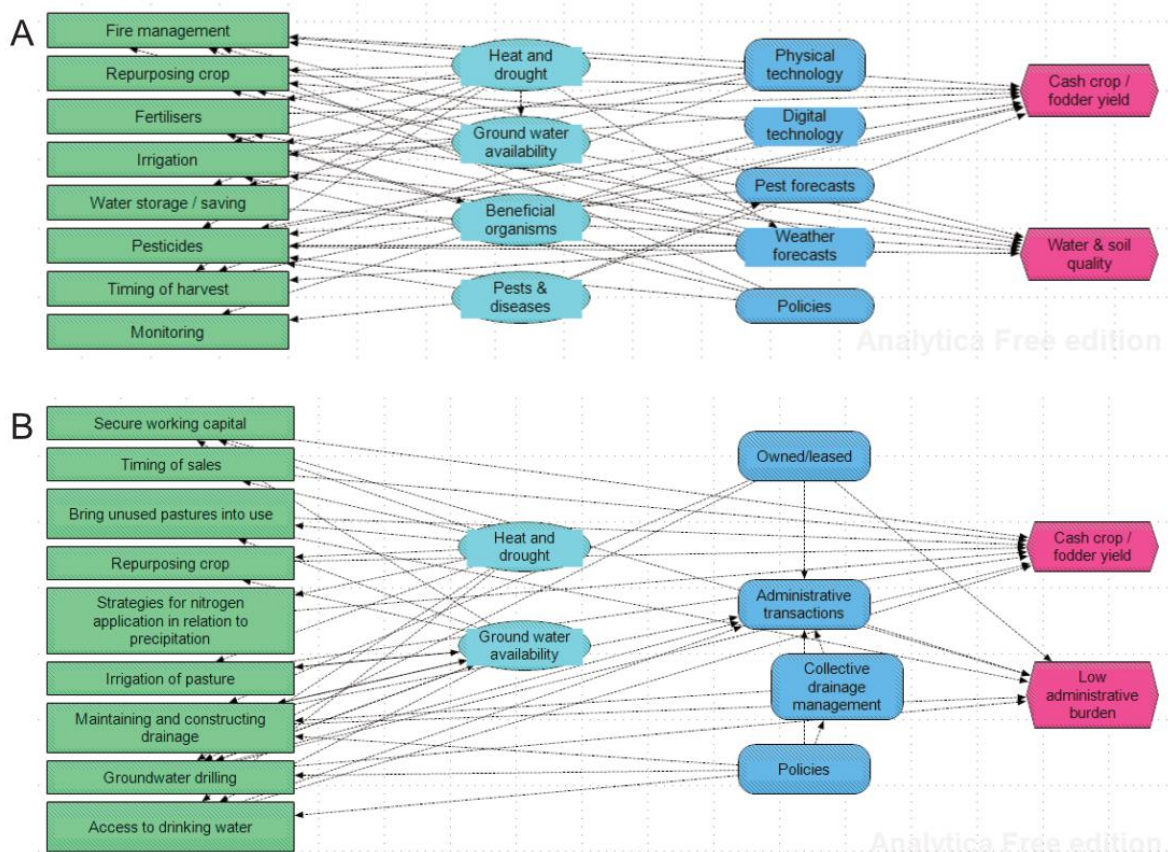 A
Fire management
Repurposing crop
Fertilisers
Irrigation
Water storage / saving
Pesticides
Timing of harvest
Monitoring
Heat and
drought
Ground water
availability
Beneficial
organisms
Pests &
diseases
Physical
technology
Digital
technology
Pest forecasts
Weather
forecasts
Policies
Cash crop /
fodder yield
Water & soil
quality
Analytica Free edition
B
Secure working capital
Timing of sales
Bring unused pastures into use
Repurposing crop
Strategies for nitrogen
application in relation to
precipitation
Irrigation of pasture
Maintaining and constructing
drainage
Groundwater drilling
Access to drinking water
Heat and
drought
Ground water
availability
Owned/leased
Administrative
transactions
Collective
drainage
management
Policies
Cash crop /
fodder yield
Low
administrative
burden
Analytica Free edition